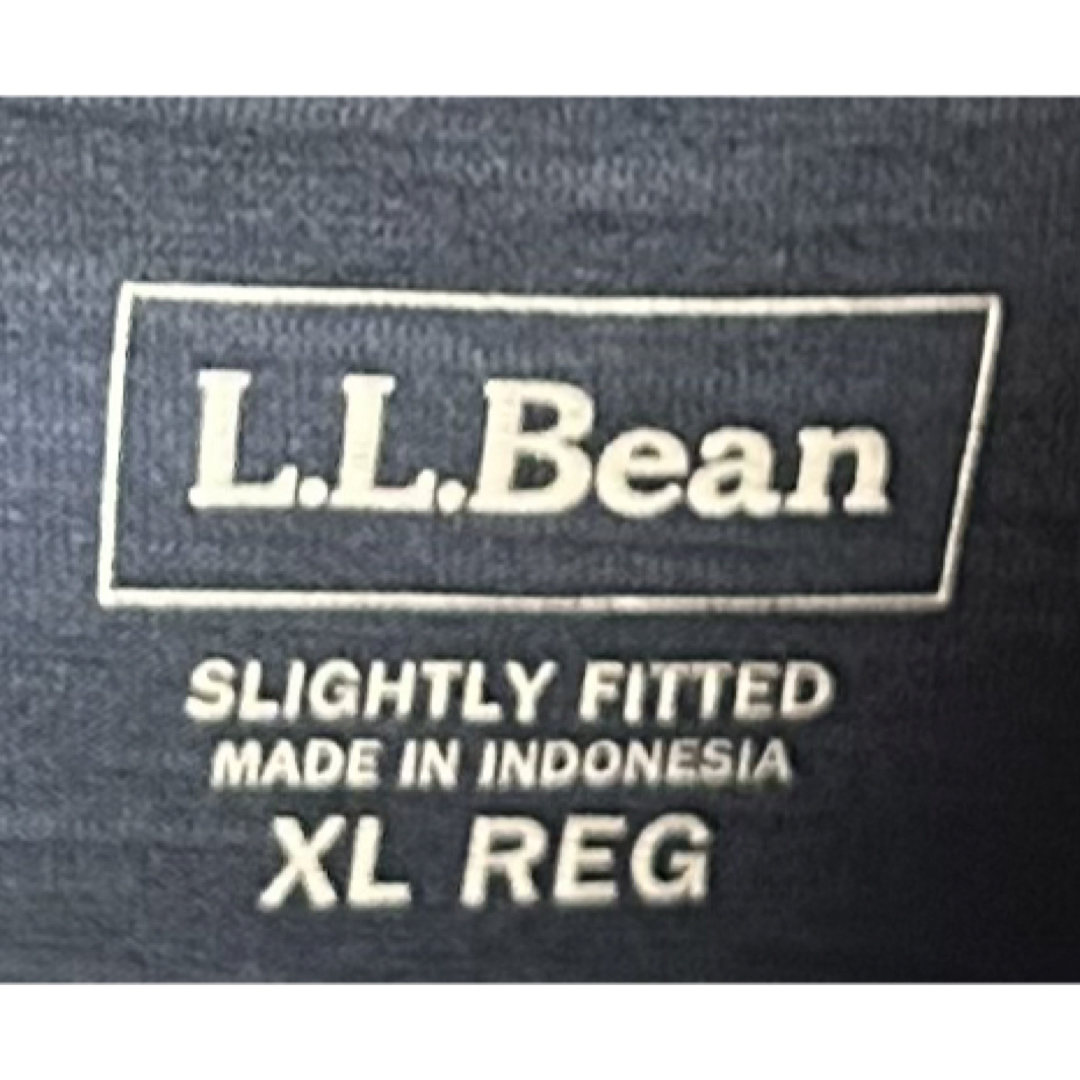 L.L.Bean
SLIGHTLY FITTED
MADE IN INDONESIA
XL REG